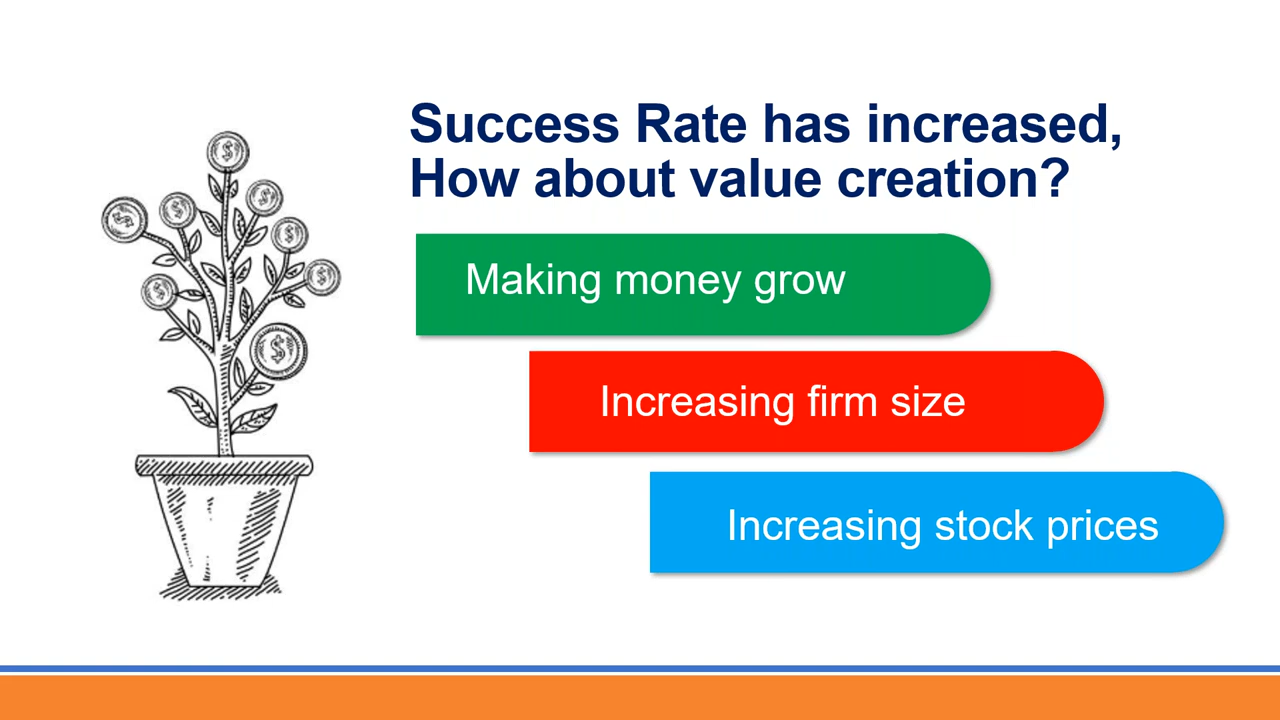 Success Rate has increased,
How about value creation?
Making money grow
Increasing firm size
Increasing stock prices